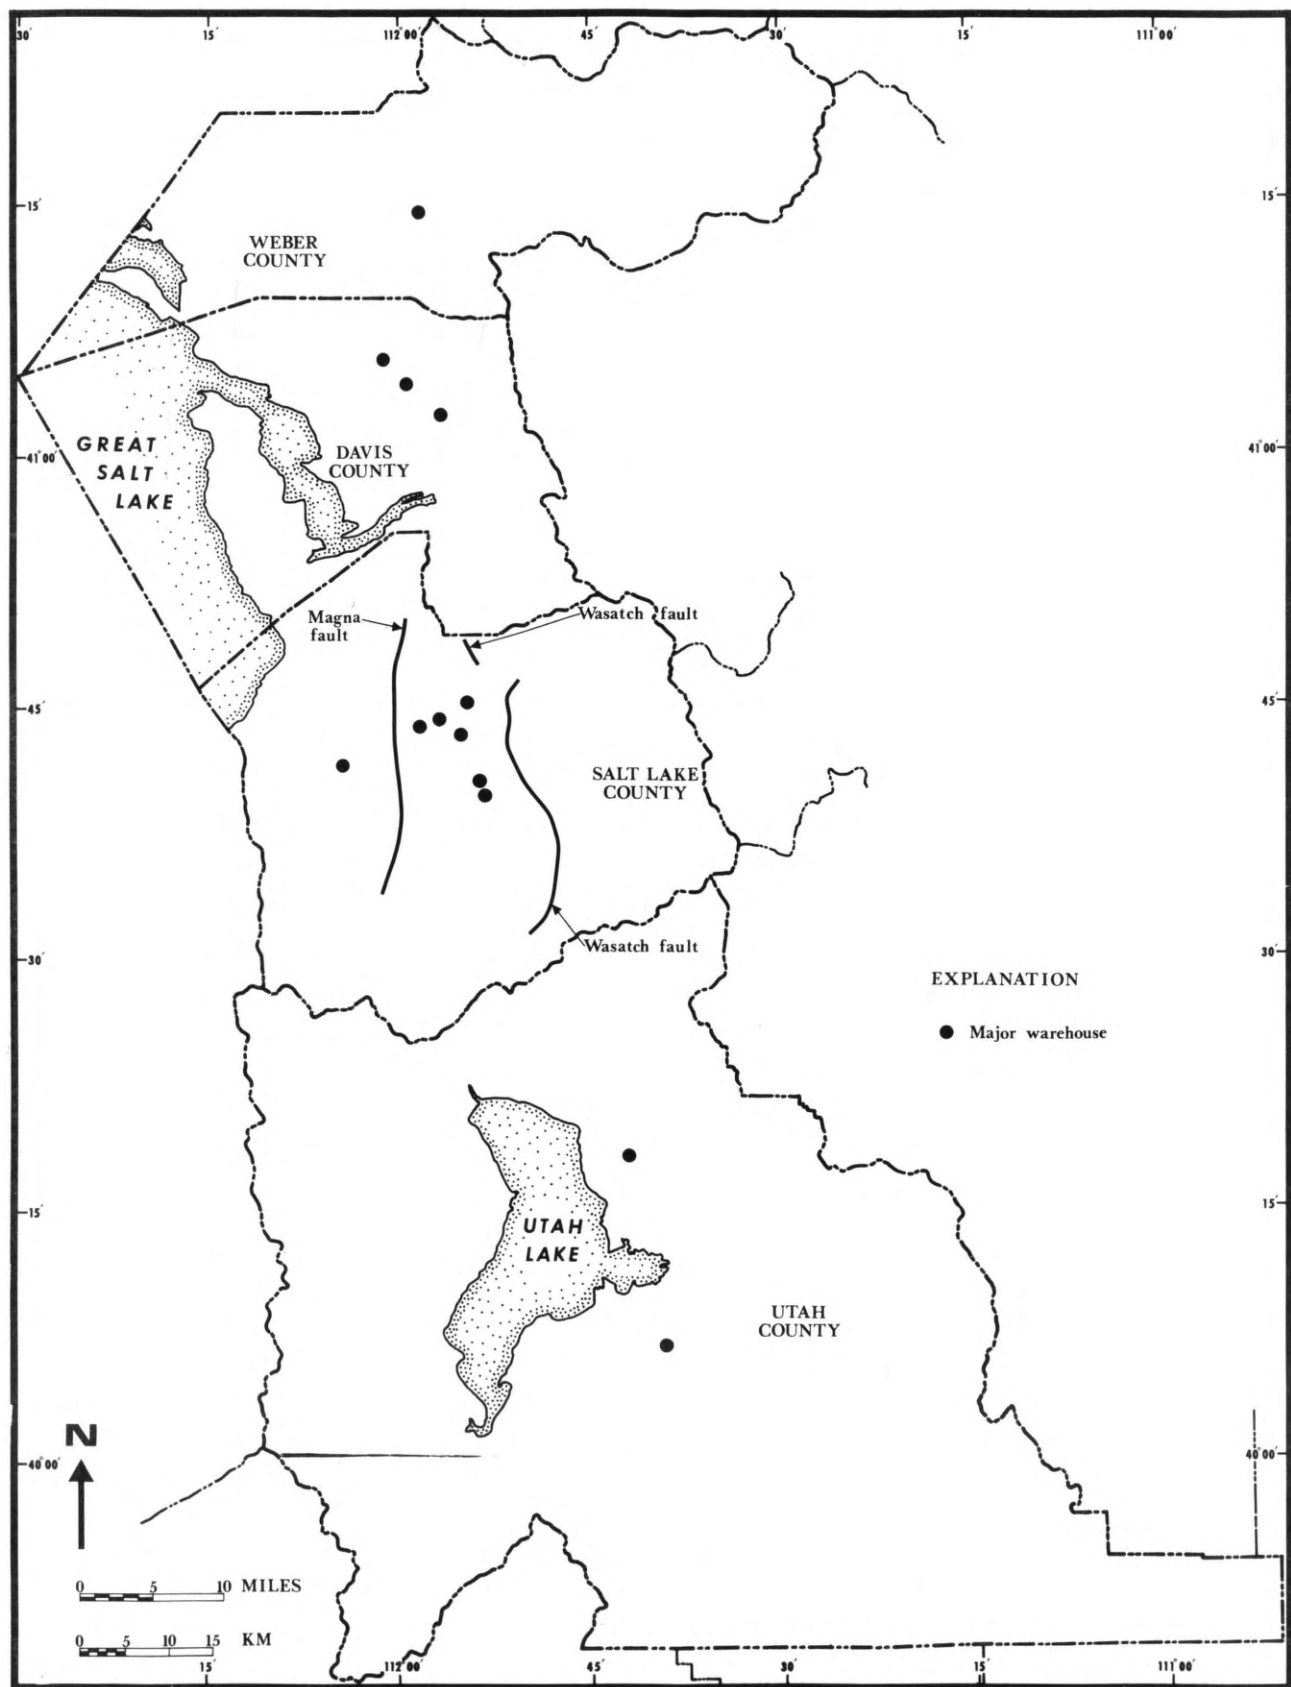 30′ 15′ 112°00′ 45′ 30′ 15′ 111°00′
15′ 15′
WEBER
COUNTY
GREAT
SALT
LAKE
DAVIS
COUNTY
41°00′ 41°00′
Magna
fault
Wasatch fault
45′ 45′
SALT LAKE
COUNTY
Wasatch fault
30′ 30′
EXPLANATION
Major warehouse
15′ 15′
UTAH
LAKE
UTAH
COUNTY
N
40°00′ 40°00′
0 5 10 MILES
0 5 10 15 KM
15′ 112°00′ 45′ 30′ 15′ 111°00′